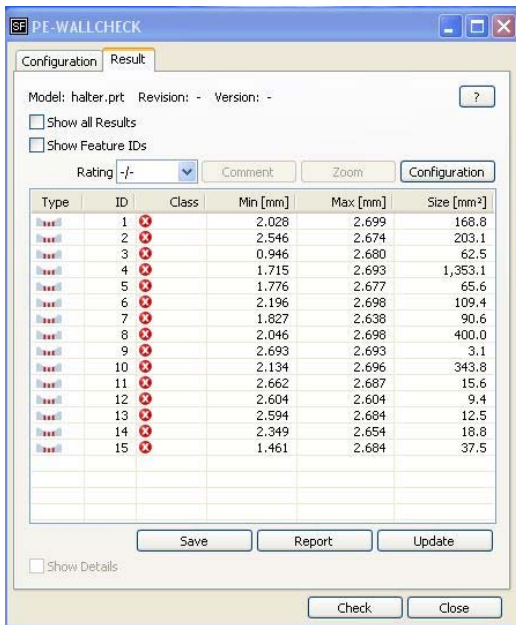 SF PE-WALLCHECK
Configuration Result
Model: halter.prt Revision: - Version: -
?
Show all Results
Show Feature IDs
Rating -/- Comment Zoom Configuration
Type ID Class Min [mm] Max [mm] Size [mm²]
1 2.028 2.699 168.8
2 2.546 2.674 203.1
3 0.946 2.680 62.5
4 1.715 2.693 1,353.1
5 1.776 2.677 65.6
6 2.196 2.698 109.4
7 1.827 2.638 90.6
8 2.046 2.698 400.0
9 2.693 2.693 3.1
10 2.134 2.696 343.8
11 2.662 2.687 15.6
12 2.604 2.604 9.4
13 2.594 2.684 12.5
14 2.349 2.654 18.8
15 1.461 2.684 37.5
Save Report Update
Show Details
Check Close